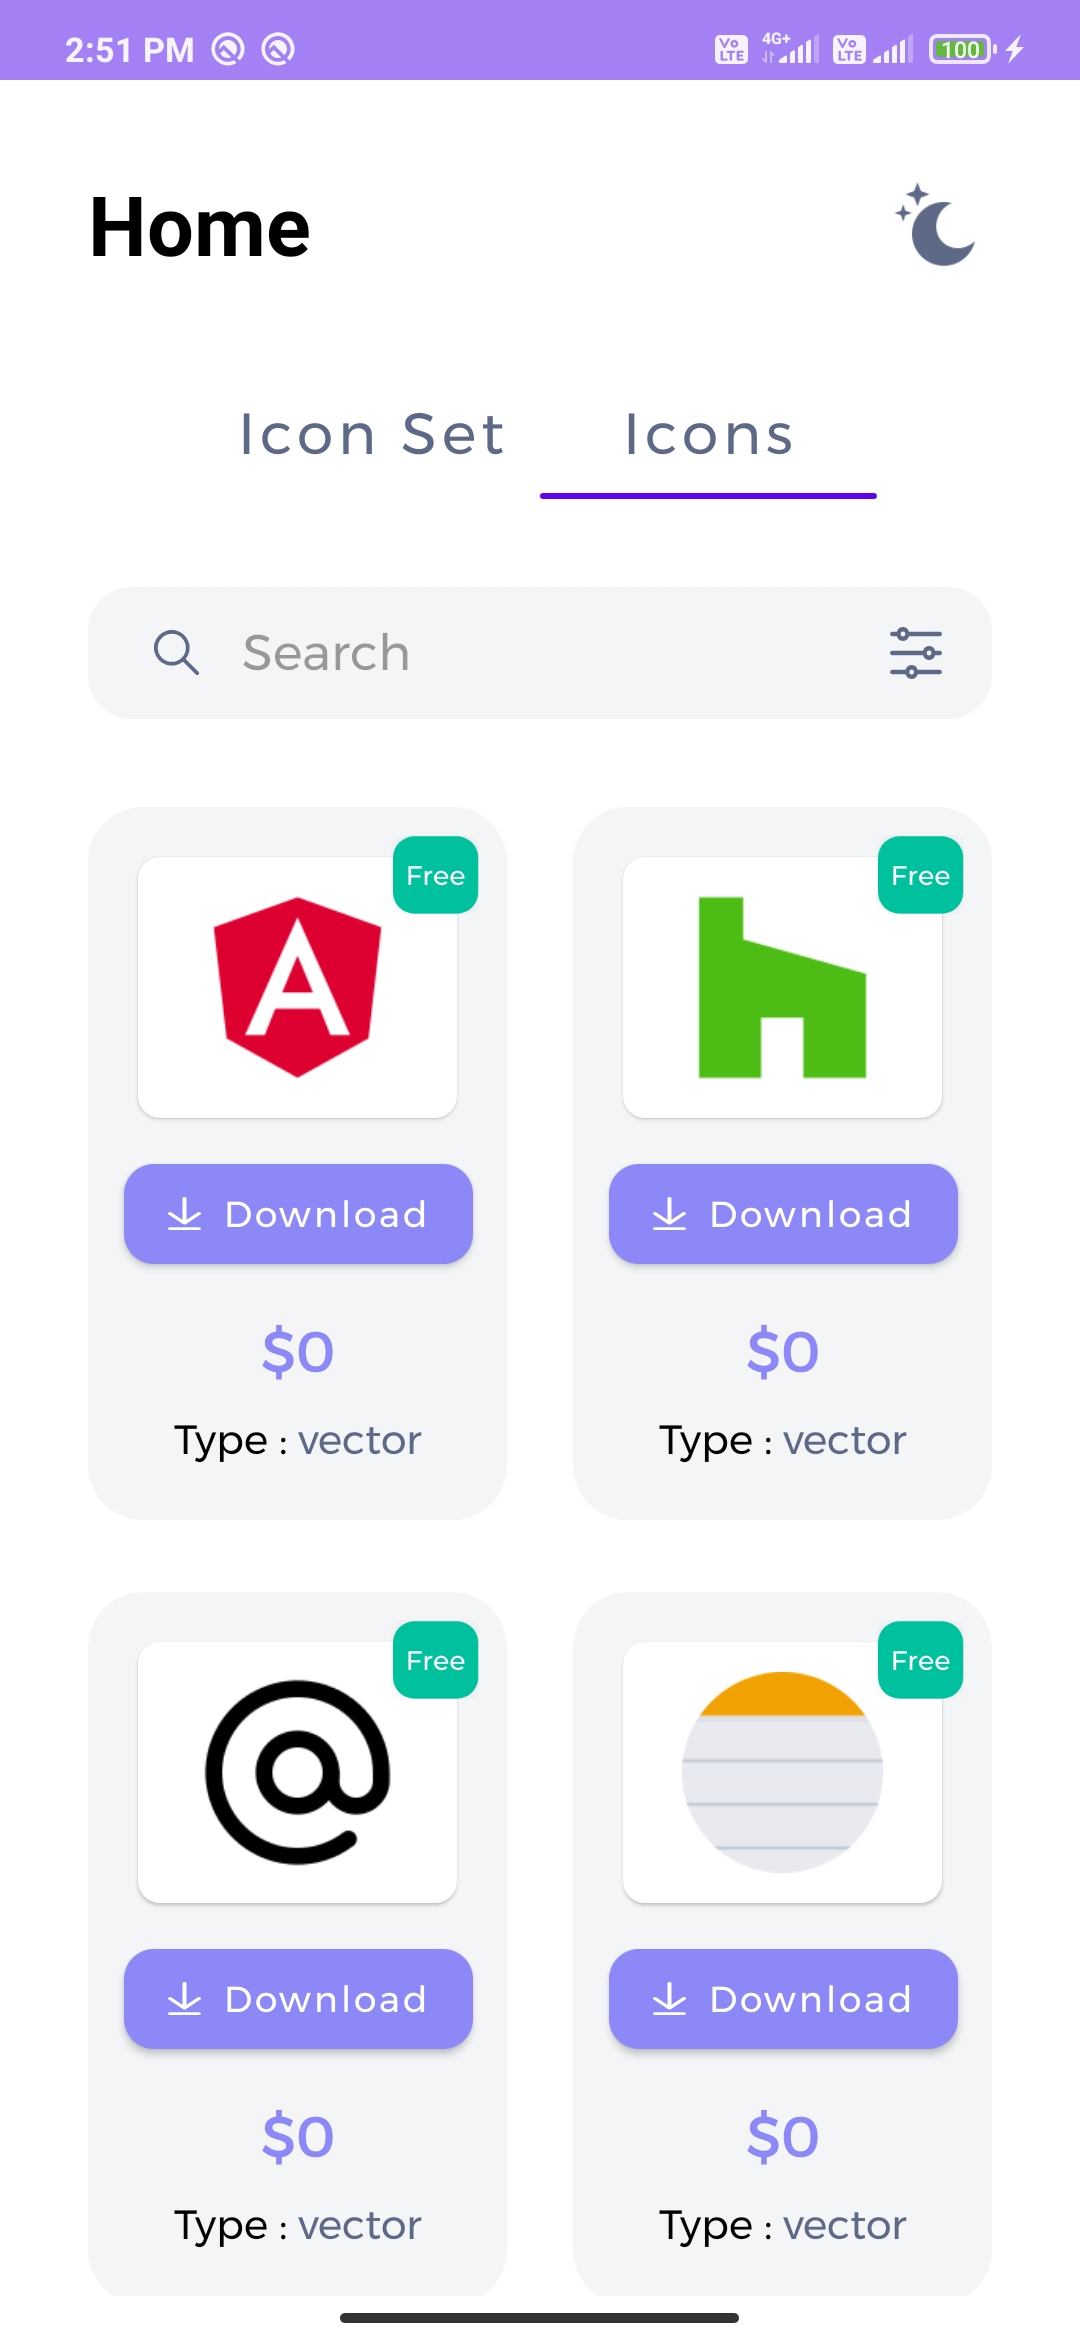 2:51 PM
Vo LTE 4G+ Vo LTE 100
Home
Icon Set Icons
Search
Free Free
Download Download
$0 $0
Type : vector Type : vector
Free Free
Download Download
$0 $0
Type : vector Type : vector